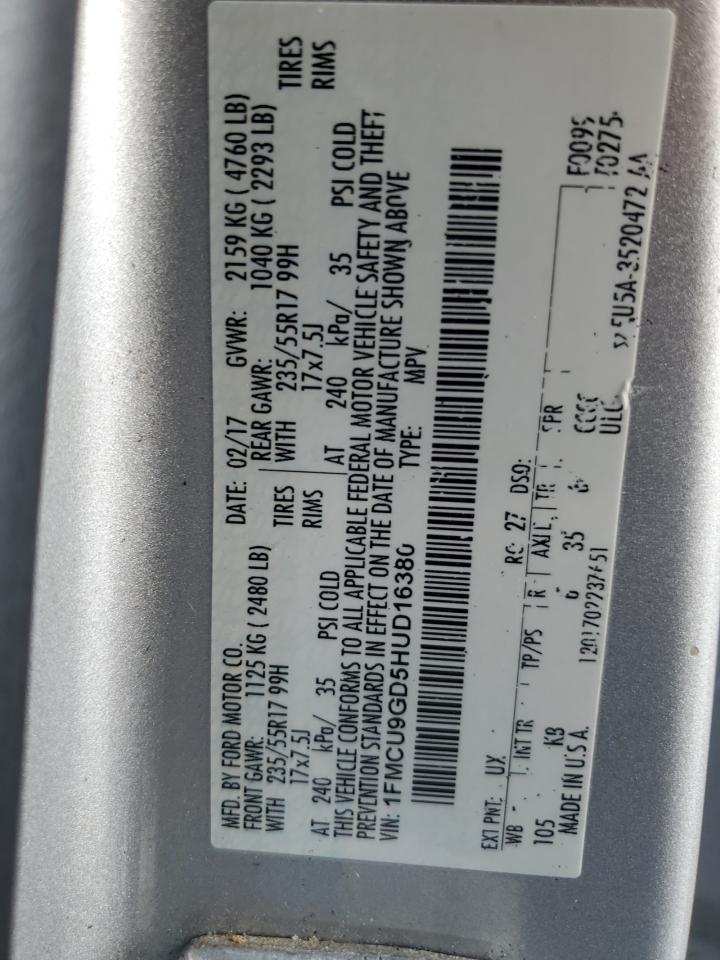 MFD. BY FORD MOTOR CO.
DATE: 02/17 GVWR: 2159 KG ( 4760 LB)
FRONT GAWR: 1125 KG ( 2480 LB) REAR GAWR: 1040 KG ( 2293 LB)
WITH 235/55R17 99H TIRES WITH 235/55R17 99H TIRES
17x7.5J RIMS 17x7.5J RIMS
AT 240 kPa/ 35 PSI COLD AT 240 kPa/ 35 PSI COLD
THIS VEHICLE CONFORMS TO ALL APPLICABLE FEDERAL MOTOR VEHICLE SAFETY AND THEFT
PREVENTION STANDARDS IN EFFECT ON THE DATE OF MANUFACTURE SHOWN ABOVE
VIN: 1FMCU9GD5HUD16380 TYPE: MPV
F0095
EXT PNT: UX RC: 27 DSO:
WB INT TR TP/PS R AXLE TR SPR
105 KB 6 35 6
MADE IN U.S.A.